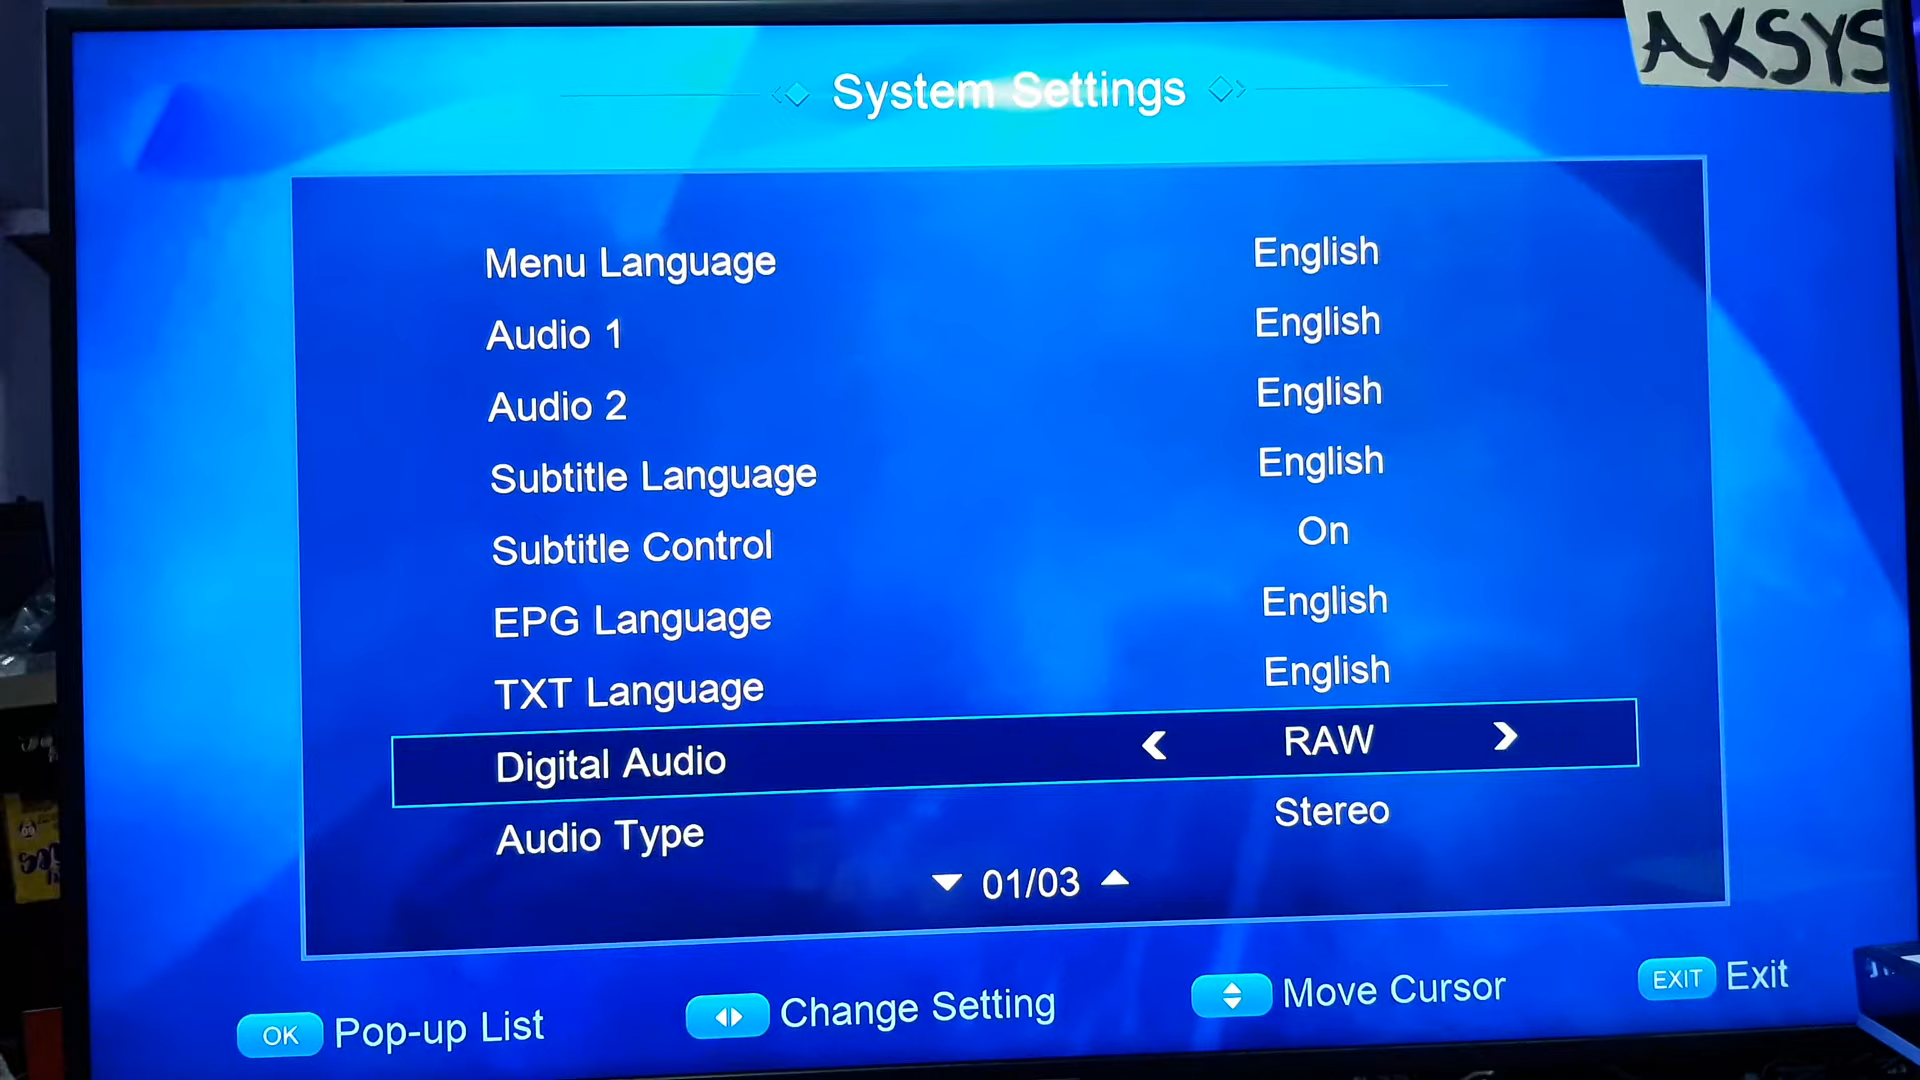 AKSYS
System Settings
Menu Language English
Audio 1 English
Audio 2 English
Subtitle Language English
Subtitle Control On
EPG Language English
TXT Language English
Digital Audio RAW
Audio Type Stereo
01/03
OK Pop-up List Change Setting Move Cursor EXIT Exit